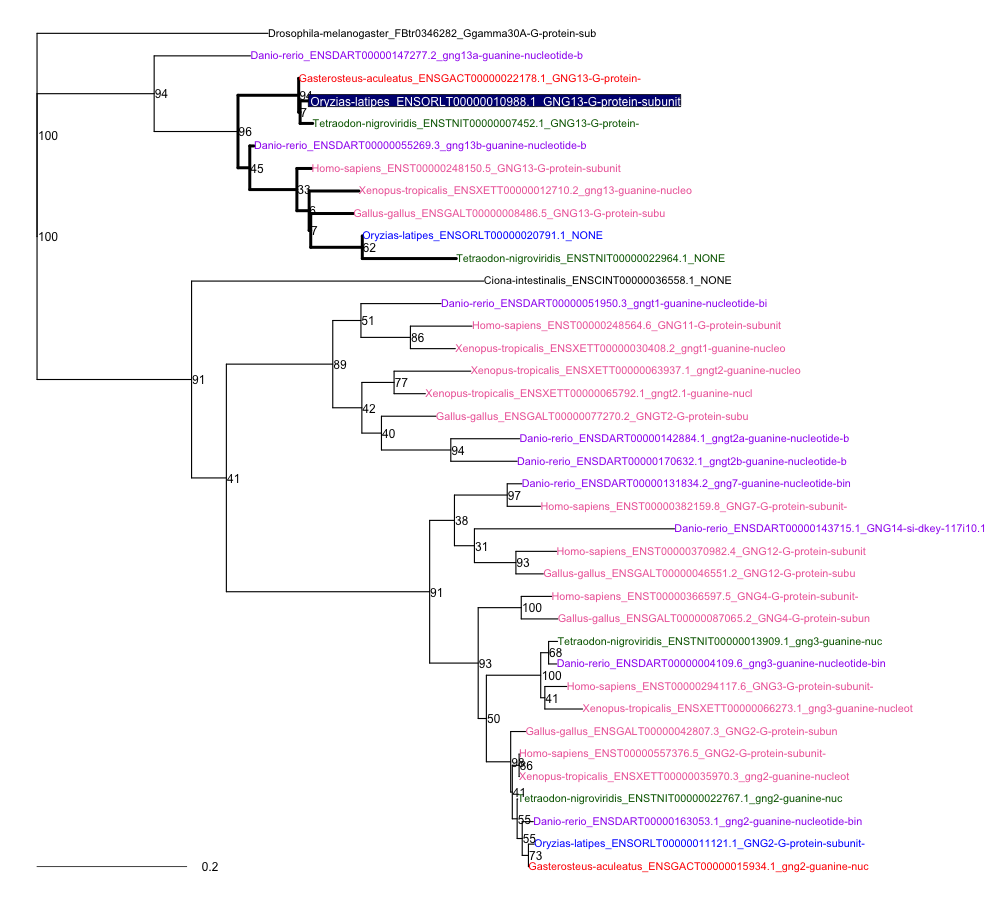 Drosophila-melanogaster_FBtr0346282_Ggamma30A-G-protein-sub
Danio-rerio_ENSDART00000147277.2_gng13a-guanine-nucleotide-b
Gasterosteus-aculeatus_ENSGACT00000022178.1_GNG13-G-protein-
94
94
Oryzias-latipes_ENSORLT00000010988.1_GNG13-G-protein-subunit
7
Tetraodon-nigroviridis_ENSTNIT00000007452.1_GNG13-G-protein-
96
100
Danio-rerio_ENSDART00000055269.3_gng13b-guanine-nucleotide-b
45
Homo-sapiens_ENST00000248150.5_GNG13-G-protein-subunit
33
Xenopus-tropicalis_ENSXETT00000012710.2_gng13-guanine-nucleo
6
Gallus-gallus_ENSGALT00000008486.5_GNG13-G-protein-subu
7
Oryzias-latipes_ENSORLT00000020791.1_NONE
100
62
Tetraodon-nigroviridis_ENSTNIT00000022964.1_NONE
Ciona-intestinalis_ENSCINT00000036558.1_NONE
Danio-rerio_ENSDART00000051950.3_gngt1-guanine-nucleotide-bi
51
Homo-sapiens_ENST00000248564.6_GNG11-G-protein-subunit
86
Xenopus-tropicalis_ENSXETT00000030408.2_gngt1-guanine-nucleo
89
Xenopus-tropicalis_ENSXETT00000063937.1_gngt2-guanine-nucleo
91
77
Xenopus-tropicalis_ENSXETT00000065792.1_gngt2.1-guanine-nucl
42
Gallus-gallus_ENSGALT00000077270.2_GNGT2-G-protein-subu
40
Danio-rerio_ENSDART00000142884.1_gngt2a-guanine-nucleotide-b
94
Danio-rerio_ENSDART00000170632.1_gngt2b-guanine-nucleotide-b
41
Danio-rerio_ENSDART00000131834.2_gng7-guanine-nucleotide-bin
97
Homo-sapiens_ENST00000382159.8_GNG7-G-protein-subunit-
38
Danio-rerio_ENSDART00000143715.1_GNG14-si-dkey-117i10.1
31
Homo-sapiens_ENST00000370982.4_GNG12-G-protein-subunit
93
Gallus-gallus_ENSGALT00000046551.2_GNG12-G-protein-subu
91
Homo-sapiens_ENST00000366597.5_GNG4-G-protein-subunit-
100
Gallus-gallus_ENSGALT00000087065.2_GNG4-G-protein-subun
Tetraodon-nigroviridis_ENSTNIT00000013909.1_gng3-guanine-nuc
68
Danio-rerio_ENSDART00000004109.6_gng3-guanine-nucleotide-bin
93
100
Homo-sapiens_ENST00000294117.6_GNG3-G-protein-subunit-
41
Xenopus-tropicalis_ENSXETT00000066273.1_gng3-guanine-nucleot
50
Gallus-gallus_ENSGALT00000042807.3_GNG2-G-protein-subun
Homo-sapiens_ENST00000557376.5_GNG2-G-protein-subunit-
86
Xenopus-tropicalis_ENSXETT00000035970.3_gng2-guanine-nucleot
41
Tetraodon-nigroviridis_ENSTNIT00000022767.1_gng2-guanine-nuc
55
Danio-rerio_ENSDART00000163053.1_gng2-guanine-nucleotide-bin
55
Oryzias-latipes_ENSORLT00000011121.1_GNG2-G-protein-subunit-
73
Gasterosteus-aculeatus_ENSGACT00000015934.1_gng2-guanine-nuc
0.2